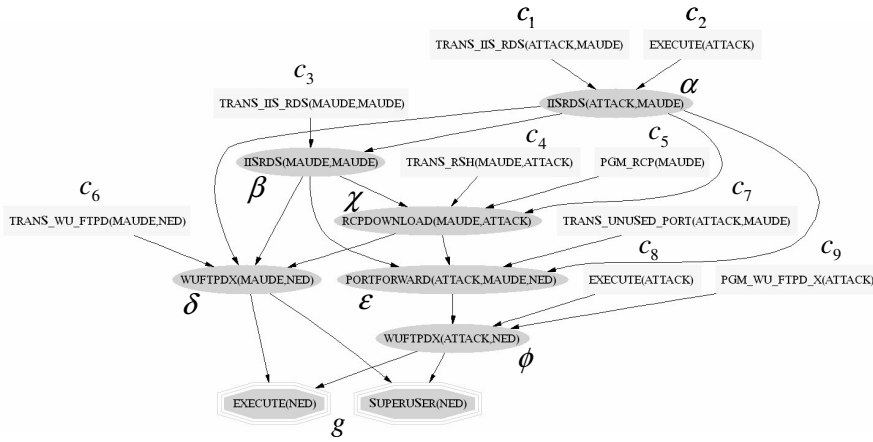 c1
c2
TRANS_IIS_RDS(ATTACK,MAUDE)
EXECUTE(ATTACK)
c3
α
TRANS_IIS_RDS(MAUDE,MAUDE)
IISRDS(ATTACK,MAUDE)
c4
c5
IISRDS(MAUDE,MAUDE)
TRANS_RSH(MAUDE,ATTACK)
PGM_RCP(MAUDE)
c6
β
χ
c7
TRANS_WU_FTPD(MAUDE,NED)
RCPDOWNLOAD(MAUDE,ATTACK)
TRANS_UNUSED_PORT(ATTACK,MAUDE)
c8
c9
WUFTPDX(MAUDE,NED)
PORTFORWARD(ATTACK,MAUDE,NED)
EXECUTE(ATTACK)
PGM_WU_FTPD_X(ATTACK)
δ
ε
WUFTPDX(ATTACK,NED)
ϕ
EXECUTE(NED)
SUPERUSER(NED)
g